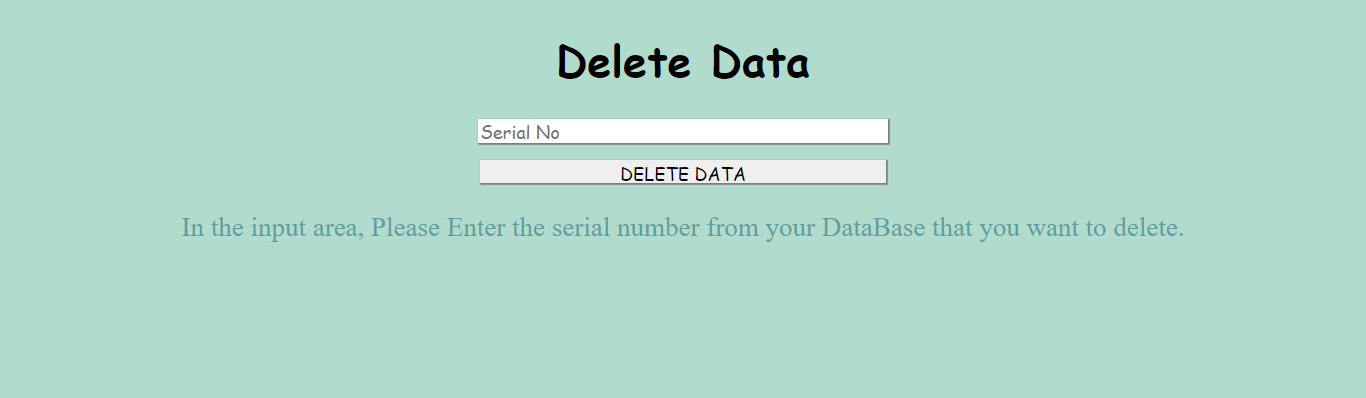 Delete Data
Serial No
DELETE DATA
In the input area, Please Enter the serial number from your DataBase that you want to delete.